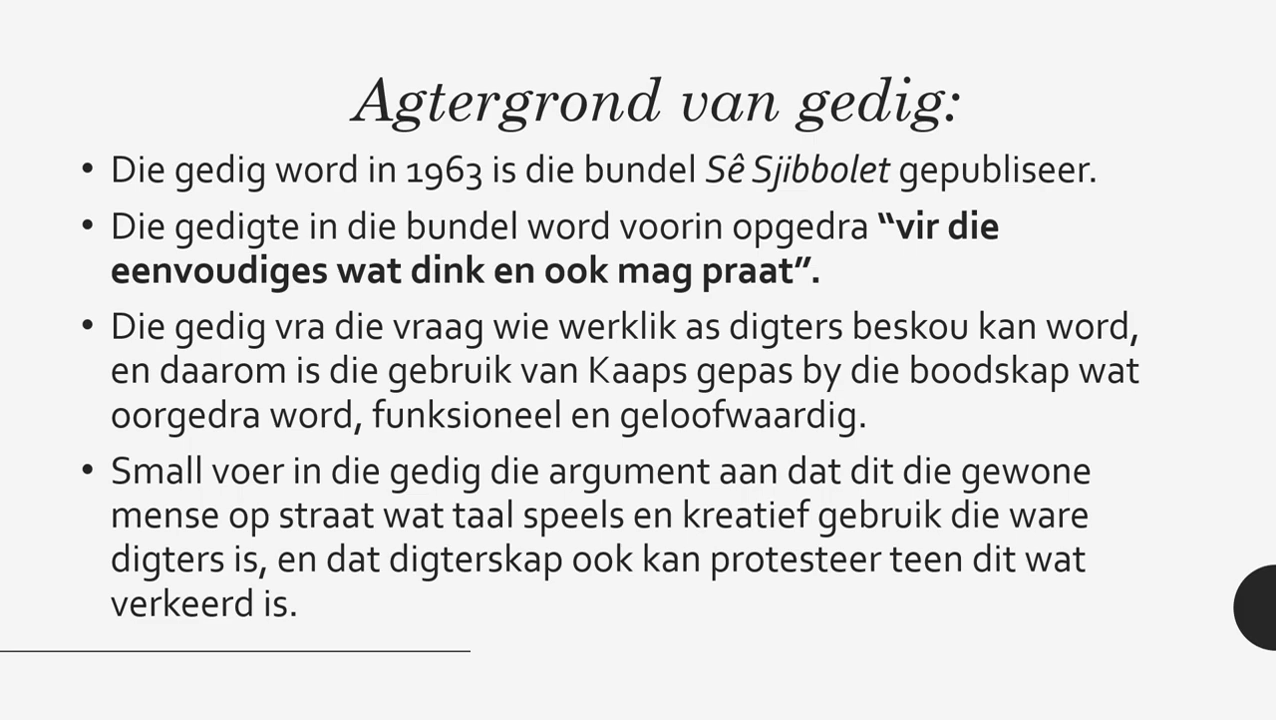 Agtergrond van gedig:
• Die gedig word in 1963 is die bundel Sê Sjibbolet gepubliseer.
• Die gedigte in die bundel word voorin opgedra “vir die
eenvoudiges wat dink en ook mag praat”.
• Die gedig vra die vraag wie werklik as digters beskou kan word,
en daarom is die gebruik van Kaaps gepas by die boodskap wat
oorgedra word, funksioneel en geloofwaardig.
• Small voer in die gedig die argument aan dat dit die gewone
mense op straat wat taal speels en kreatief gebruik die ware
digters is, en dat digterskap ook kan protesteer teen dit wat
verkeerd is.